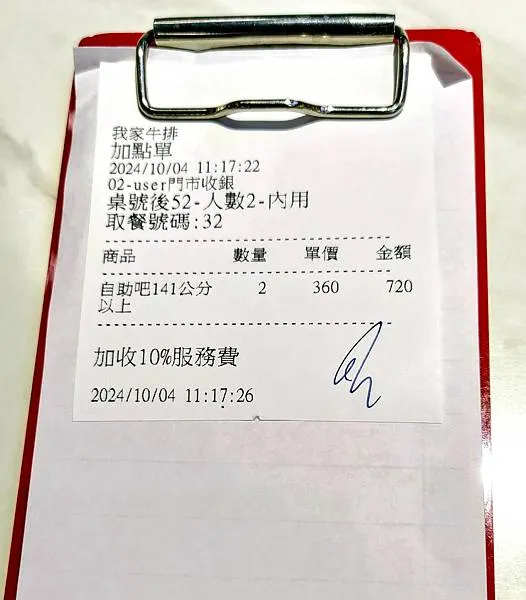 我家牛排
加點單
2024/10/04 11:17:22
02-user門市收銀
桌號後52-人數2-內用
取餐號碼:32
商品 數量 單價 金額
自助吧141公分以上 2 360 720
加收10%服務費
2024/10/04 11:17:26